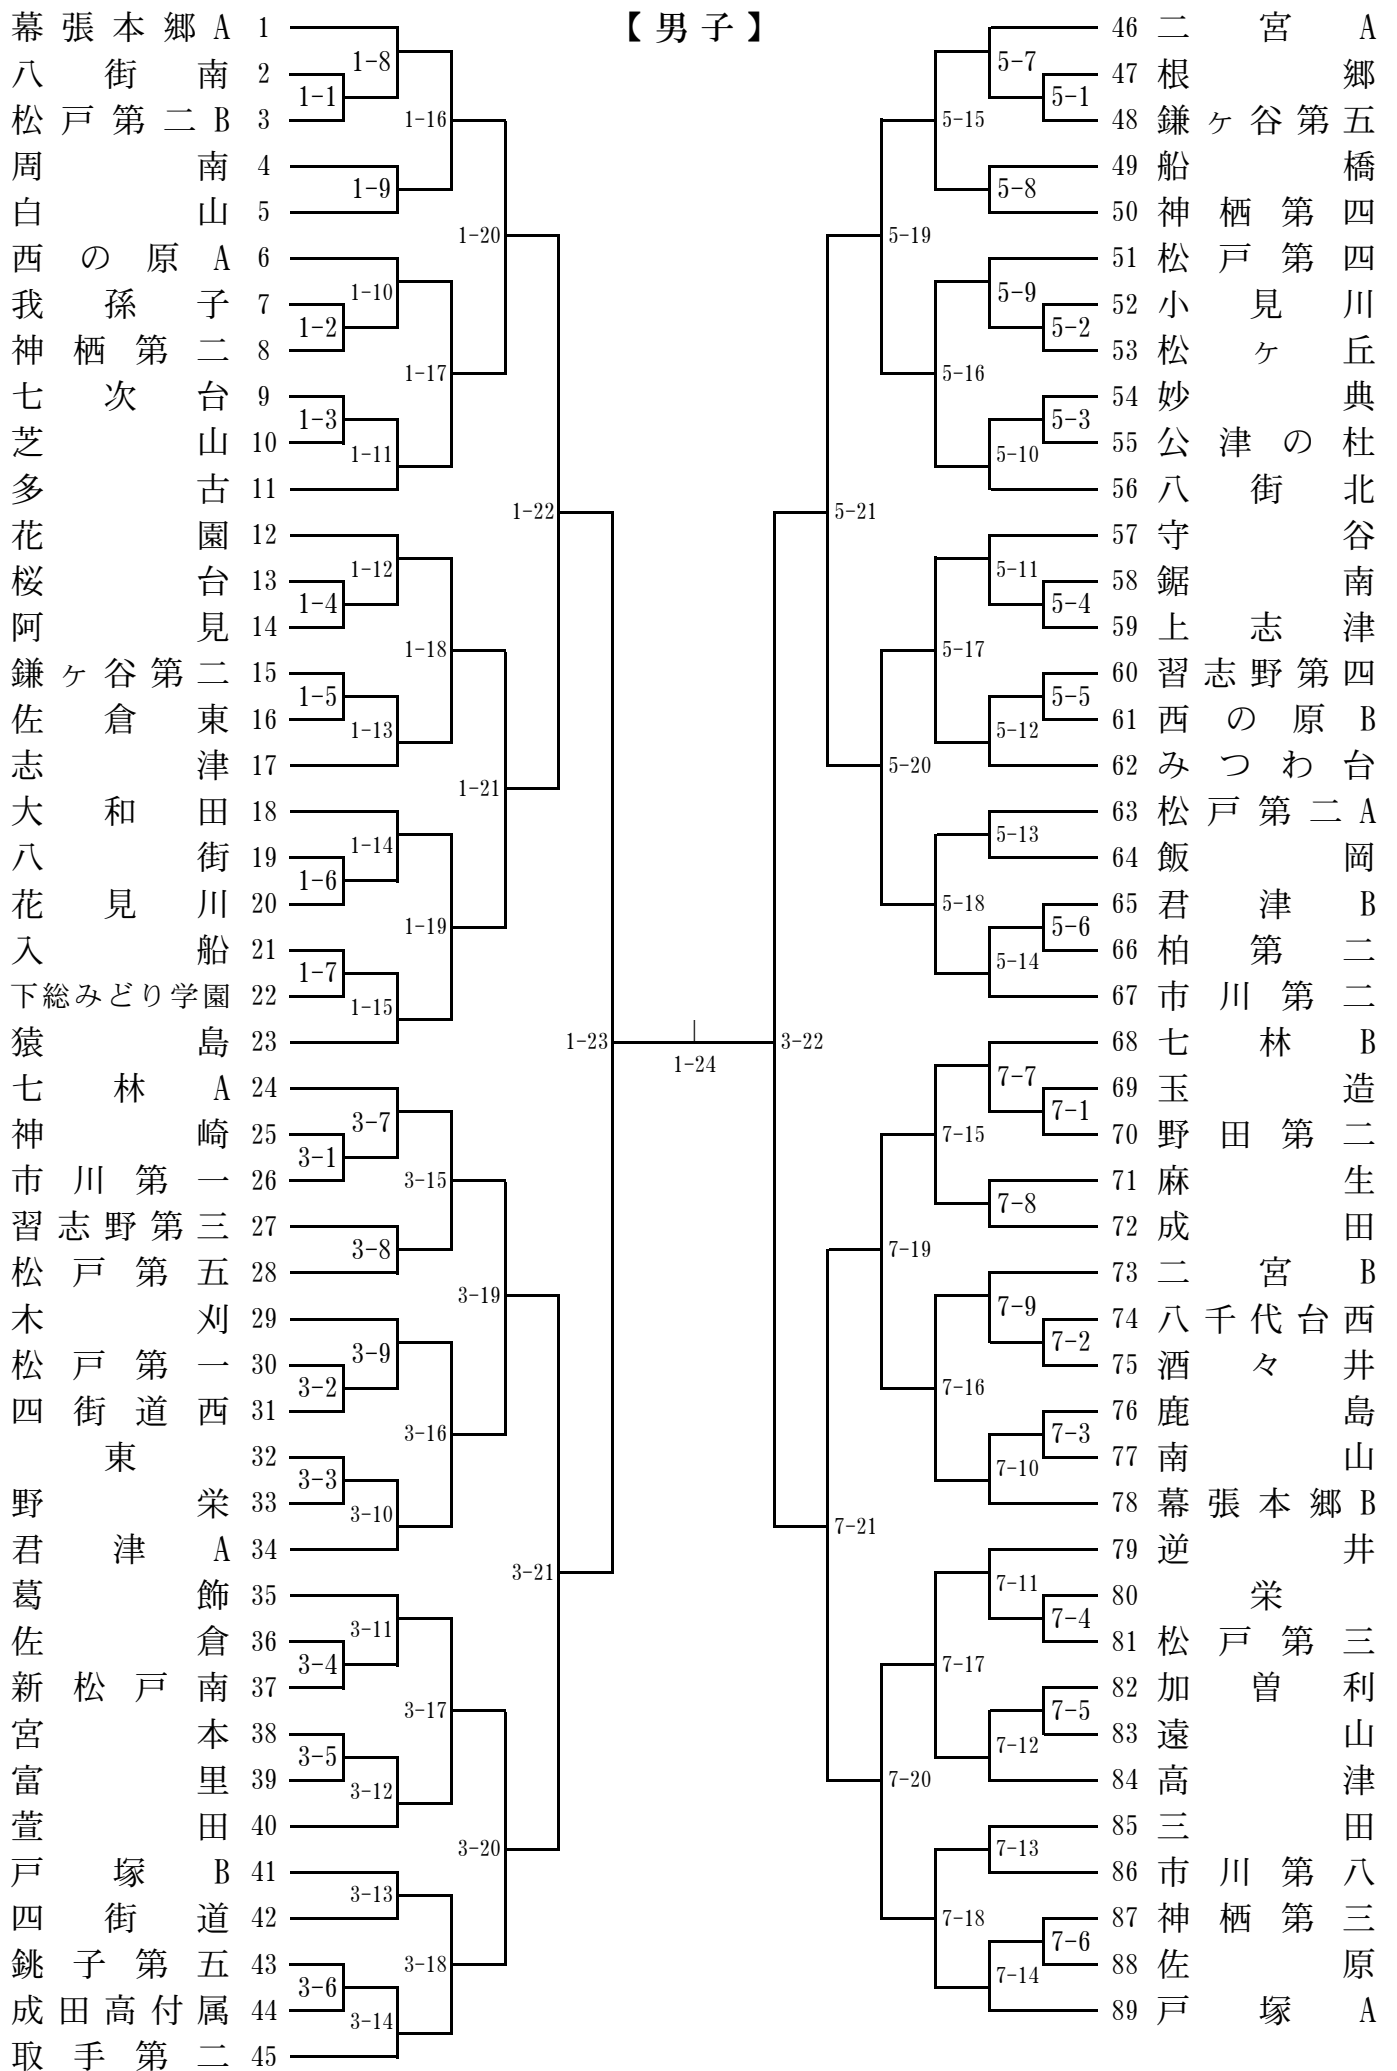 【男子】
幕張本郷A 1
八街南 2
松戸第二B 3
周南 4
白山 5
西の原A 6
我孫子 7
神栖第二 8
七次台 9
芝山 10
多古 11
花園 12
桜台 13
阿見 14
鎌ヶ谷第二 15
佐倉東 16
志津 17
大和田 18
八街 19
花見川 20
入船 21
下総みどり学園 22
猿島 23
七林A 24
神崎 25
市川第一 26
習志野第三 27
松戸第五 28
木刈 29
松戸第一 30
四街道西 31
東 32
野栄 33
君津A 34
葛飾 35
佐倉 36
新松戸南 37
宮本 38
富里 39
萱田 40
戸塚B 41
四街道 42
銚子第五 43
成田高付属 44
取手第二 45
1-1
1-2
1-3
1-4
1-5
1-6
1-7
3-1
3-2
3-3
3-4
3-5
3-6
1-8
1-9
1-10
1-11
1-12
1-13
1-14
1-15
3-7
3-8
3-9
3-10
3-11
3-12
3-13
3-14
1-16
1-17
1-18
1-19
3-15
3-16
3-17
3-18
1-20
1-21
3-19
3-20
1-22
3-21
1-23
1-24
3-22
5-21
7-21
5-19
5-20
7-19
7-20
5-15
5-16
5-17
5-18
7-15
7-16
7-17
7-18
5-7
5-8
5-9
5-10
5-11
5-12
5-13
5-14
7-7
7-8
7-9
7-10
7-11
7-12
7-13
7-14
5-1
5-2
5-3
5-4
5-5
5-6
7-1
7-2
7-3
7-4
7-5
7-6
46 二宮A
47 根郷
48 鎌ヶ谷第五
49 船橋
50 神栖第四
51 松戸第四
52 小見川
53 松ヶ丘
54 妙典
55 公津の杜
56 八街北
57 守谷
58 鋸南
59 上志津
60 習志野第四
61 西の原B
62 みつわ台
63 松戸第二A
64 飯岡
65 君津B
66 柏第二
67 市川第二
68 七林B
69 玉造
70 野田第二
71 麻生
72 成田
73 二宮B
74 八千代台西
75 酒々井
76 鹿島
77 南山
78 幕張本郷B
79 逆井
80 栄
81 松戸第三
82 加曽利
83 遠山
84 高津
85 三田
86 市川第八
87 神栖第三
88 佐原
89 戸塚A